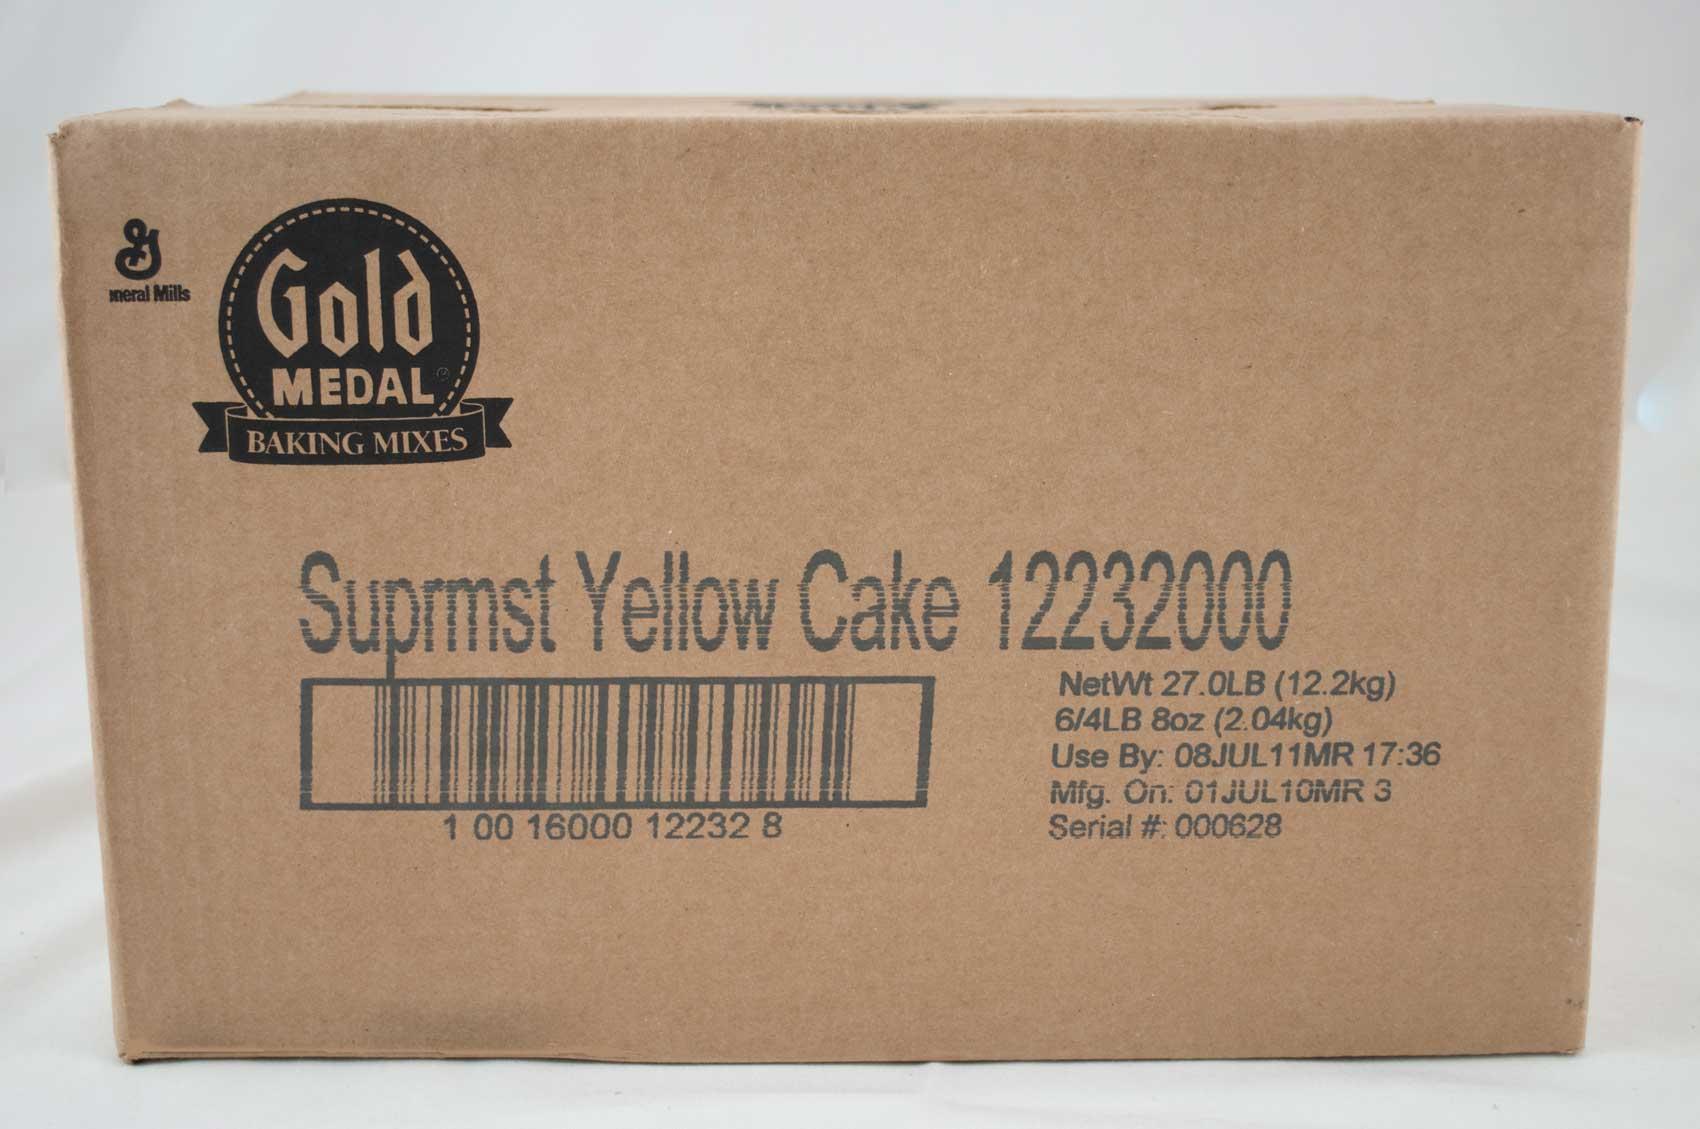 neral Mills
Gold
MEDAL
BAKING MIXES
Suprmst Yellow Cake 12232000
NetWt 27.0LB (12.2kg)
6/4LB 8oz (2.04kg)
Use By: 08JUL11MR 17:36
Mfg. On: 01JUL10MR 3
Serial #: 000628
1 00 16000 12232 8